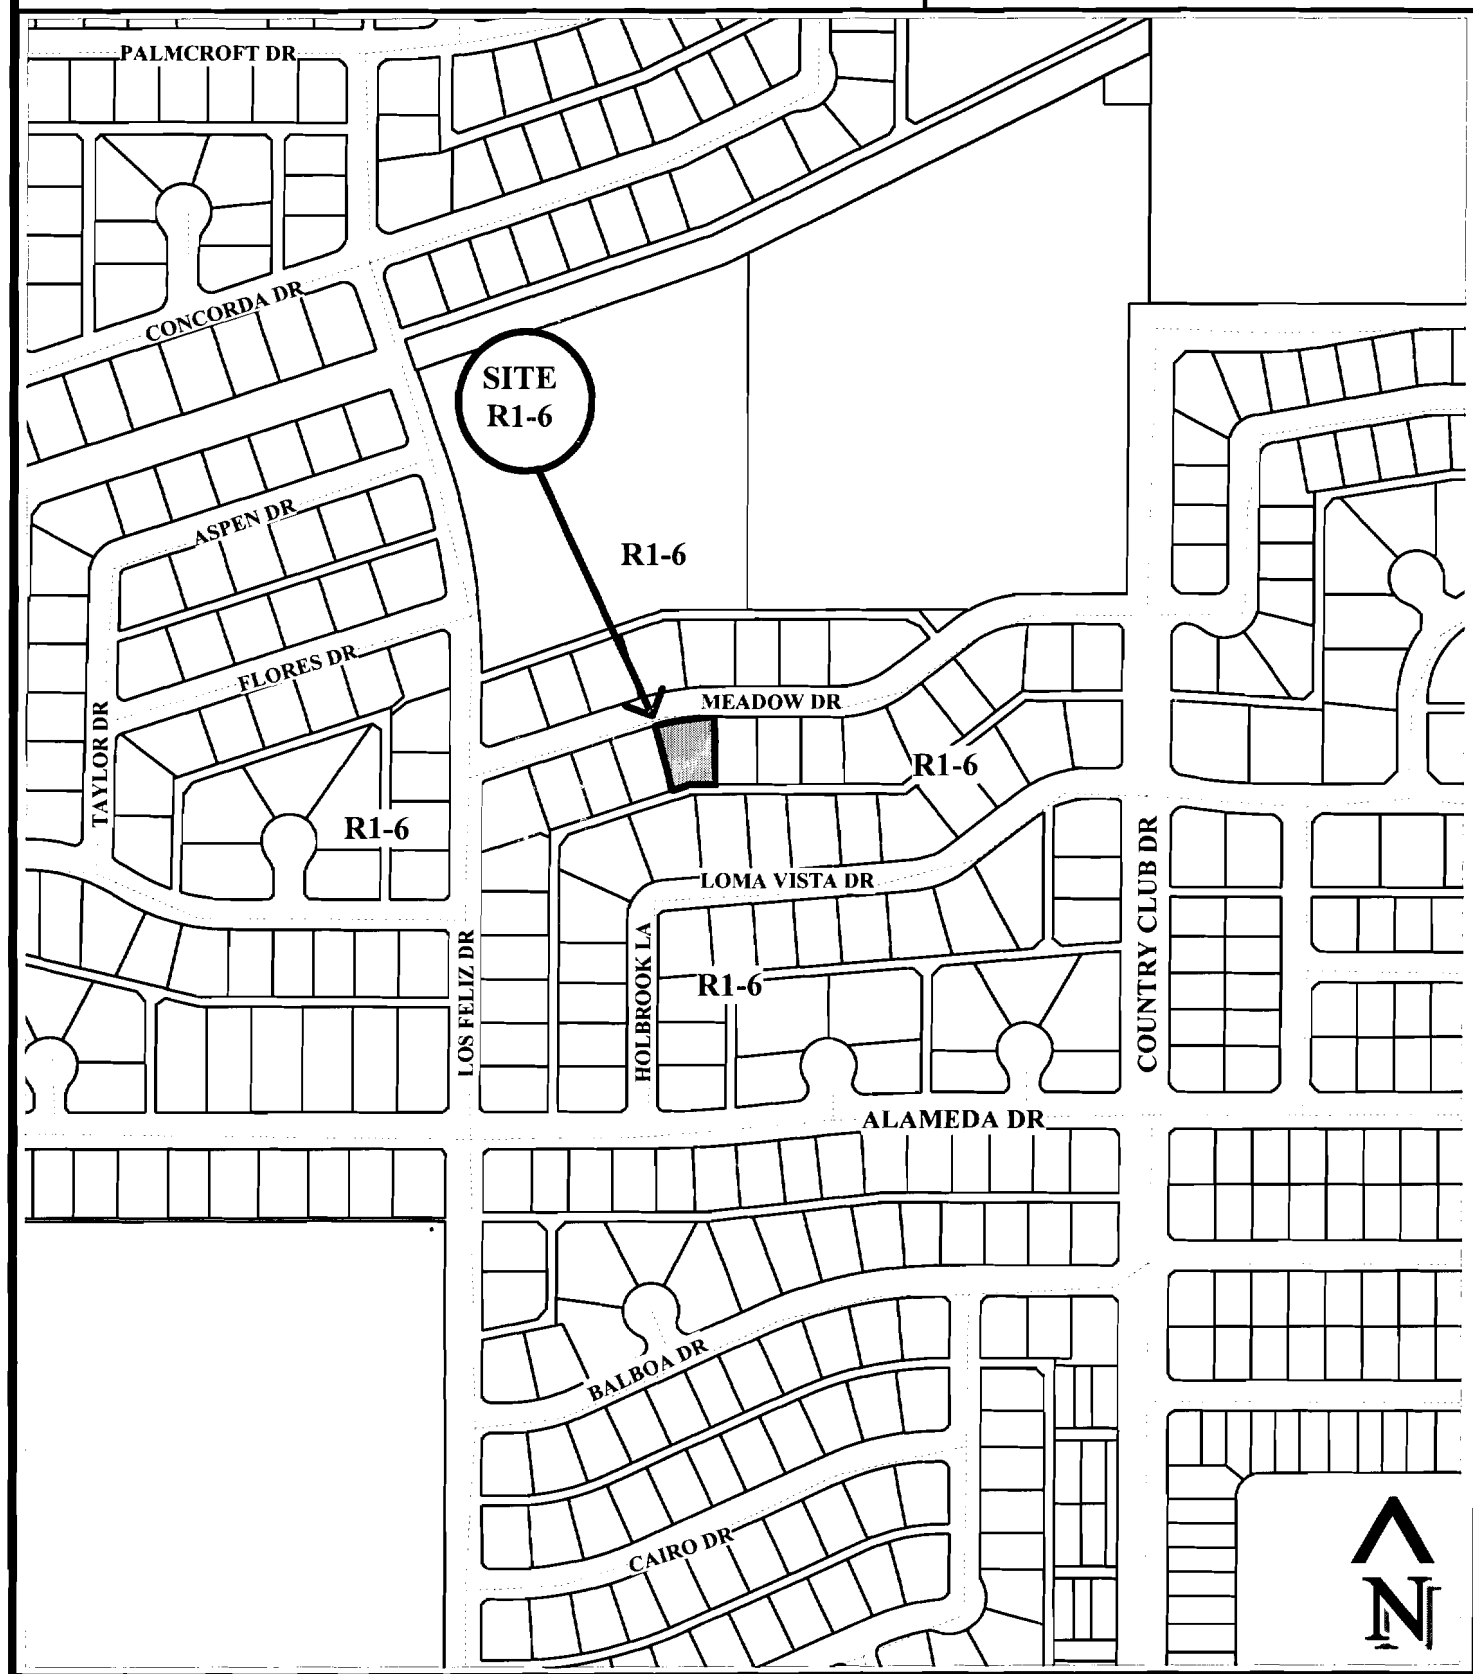 PALMCROFT DR
CONCORDA DR
SITE
R1-6
ASPEN DR
R1-6
FLORES DR
TAYLOR DR
MEADOW DR
R1-6
R1-6
LOMA VISTA DR
COUNTRY CLUB DR
LOS FELIZ DR
HOLBROOK LA
R1-6
ALAMEDA DR
BALBOA DR
CAIRO DR
N